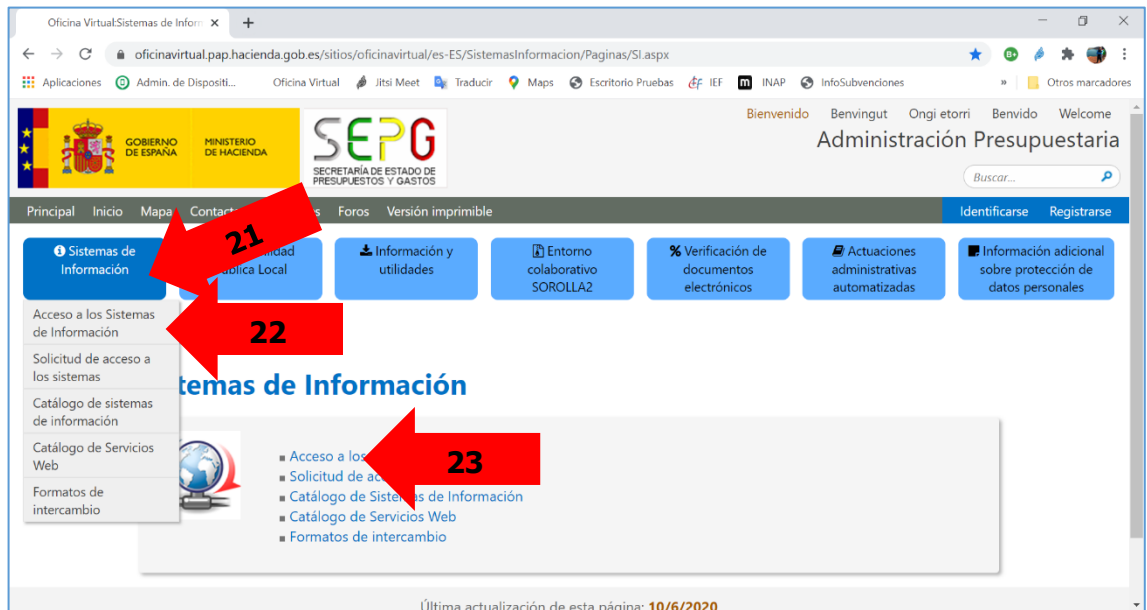 Oficina Virtual:Sistemas de Inform
oficinavirtual.pap.hacienda.gob.es/sitios/oficinavirtual/es-ES/SistemasInformacion/Paginas/SI.aspx
Aplicaciones Admin. de Dispositi... Oficina Virtual Jitsi Meet Traducir Maps Escritorio Pruebas IEF INAP InfoSubvenciones » Otros marcadores
Bienvenido Benvingut Ongi etorri Benvido Welcome
GOBIERNO
DE ESPAÑA
MINISTERIO
DE HACIENDA
SEPG
SECRETARÍA DE ESTADO DE
PRESUPUESTOS Y GASTOS
Administración Presupuestaria
Buscar...
Principal Inicio Mapa Foros Versión imprimible Identificarse Registrarse
21
Sistemas de
Información
Local
Información y
utilidades
Entorno
colaborativo
SOROLLA2
Verificación de
documentos
electrónicos
Actuaciones
administrativas
automatizadas
Información adicional
sobre protección de
datos personales
Acceso a los Sistemas
de Información
22
Solicitud de acceso a
los sistemas
Catálogo de sistemas
de información
Catálogo de Servicios
Web
Formatos de
intercambio
de Información
Acceso a los
23
Solicitud de
Catálogo de Sistemas de Información
Catálogo de Servicios Web
Formatos de intercambio
Última actualización de esta página: 10/6/2020